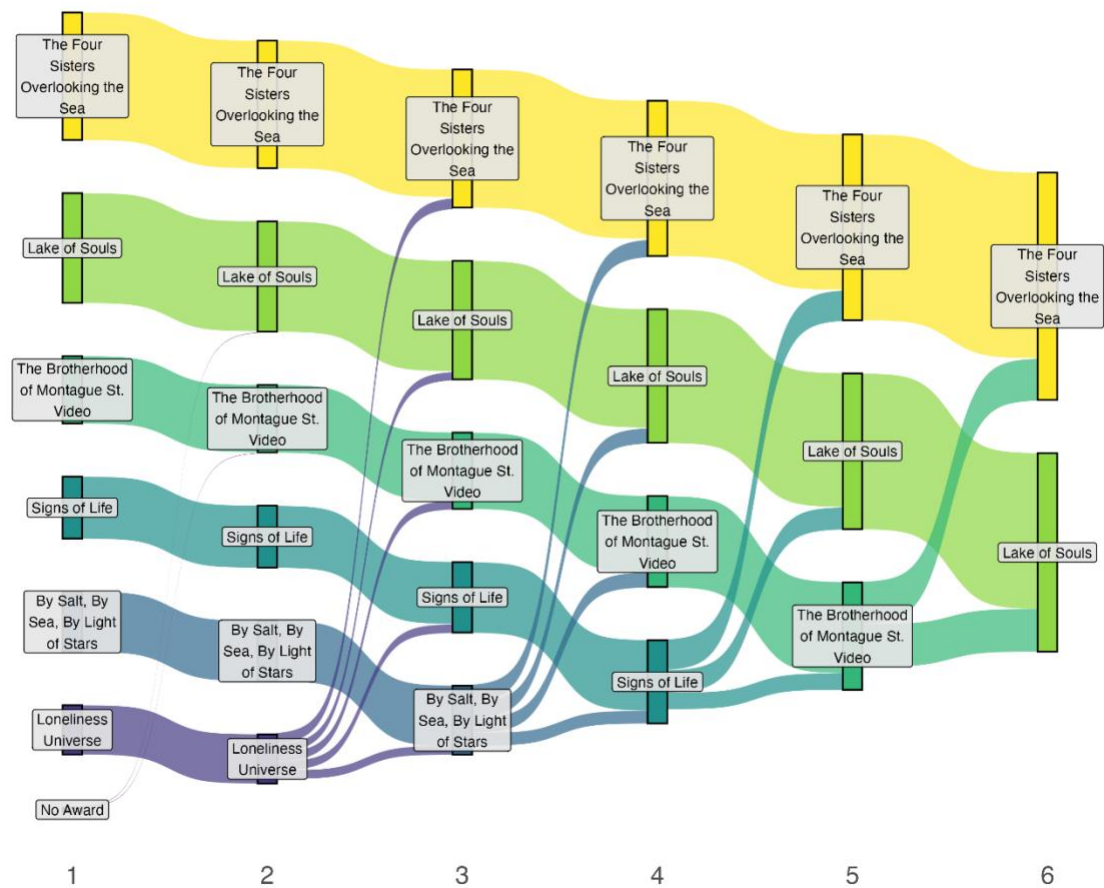 The Four
Sisters
Overlooking the
Sea
Lake of Souls
The Brotherhood
of Montague St.
Video
Signs of Life
By Salt, By
Sea, By Light
of Stars
Loneliness
Universe
No Award
The Four
Sisters
Overlooking the
Sea
Lake of Souls
The Brotherhood
of Montague St.
Video
Signs of Life
By Salt, By
Sea, By Light
of Stars
Loneliness
Universe
The Four
Sisters
Overlooking the
Sea
Lake of Souls
The Brotherhood
of Montague St.
Video
Signs of Life
By Salt, By
Sea, By Light
of Stars
The Four
Sisters
Overlooking the
Sea
Lake of Souls
The Brotherhood
of Montague St.
Video
Signs of Life
The Four
Sisters
Overlooking the
Sea
Lake of Souls
The Brotherhood
of Montague St.
Video
The Four
Sisters
Overlooking the
Sea
Lake of Souls
1 2 3 4 5 6